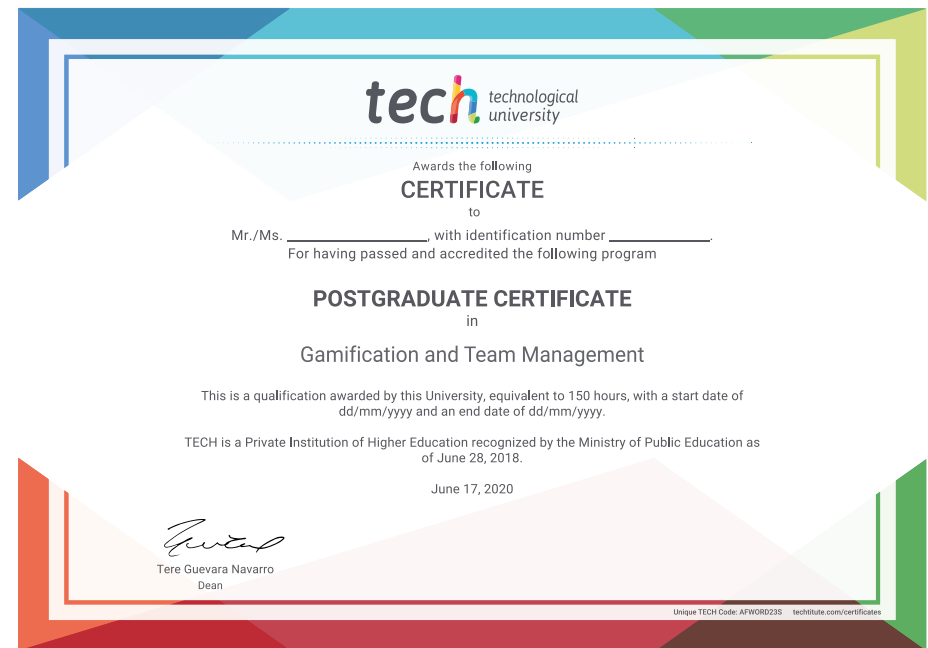 tech technological
university
Awards the following
CERTIFICATE
to
Mr./Ms. ____________________, with identification number ______________.
For having passed and accredited the following program
POSTGRADUATE CERTIFICATE
in
Gamification and Team Management
This is a qualification awarded by this University, equivalent to 150 hours, with a start date of
dd/mm/yyyy and an end date of dd/mm/yyyy.
TECH is a Private Institution of Higher Education recognized by the Ministry of Public Education as
of June 28, 2018.
June 17, 2020
Tere Guevara Navarro
Dean
Unique TECH Code: AFWORD23S techtitute.com/certificates